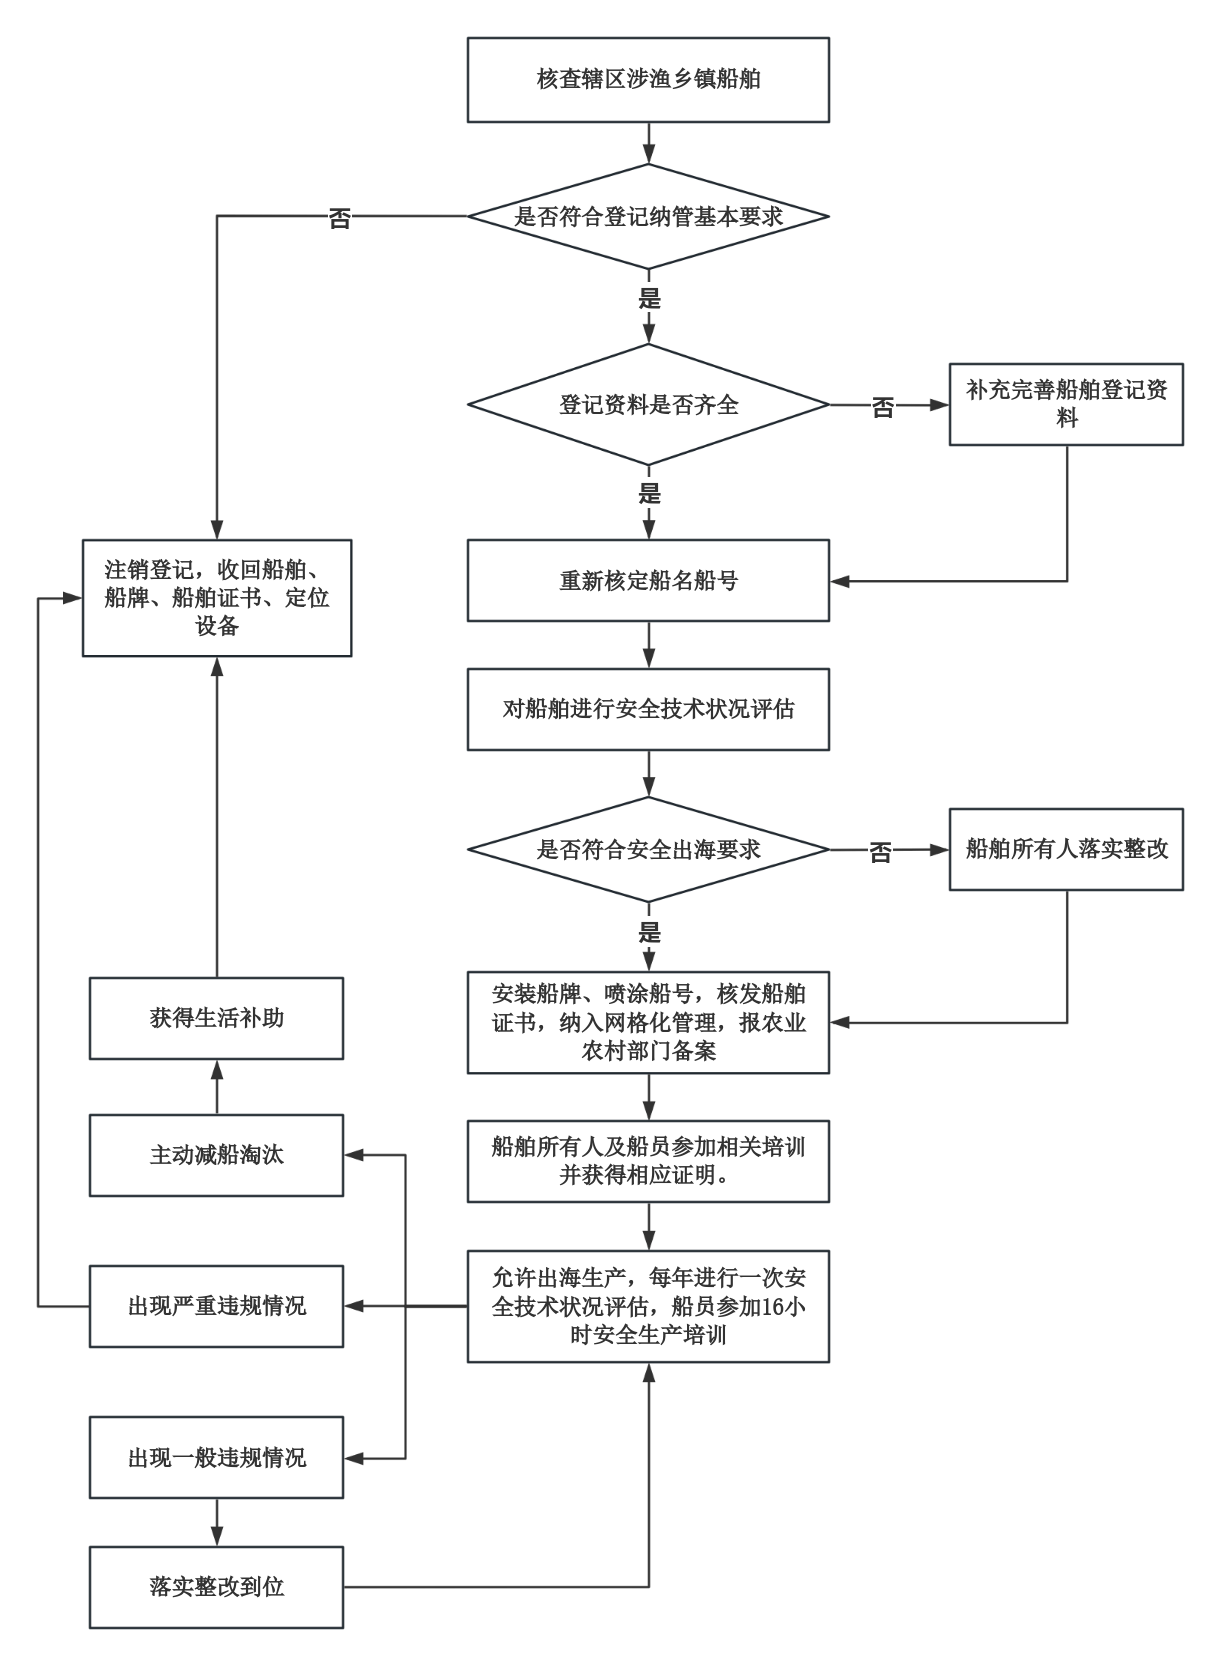 核查辖区涉渔乡镇船舶
是否符合登记纳管基本要求
否
是
登记资料是否齐全
否
补充完善船舶登记资
料
是
注销登记，收回船舶、
船牌、船舶证书、定位
设备
重新核定船名船号
对船舶进行安全技术状况评估
是否符合安全出海要求
否
船舶所有人落实整改
是
安装船牌、喷涂船号，核发船舶
证书，纳入网格化管理，报农业
农村部门备案
获得生活补助
主动减船淘汰
船舶所有人及船员参加相关培训
并获得相应证明。
出现严重违规情况
允许出海生产，每年进行一次安
全技术状况评估，船员参加16小
时安全生产培训
出现一般违规情况
落实整改到位